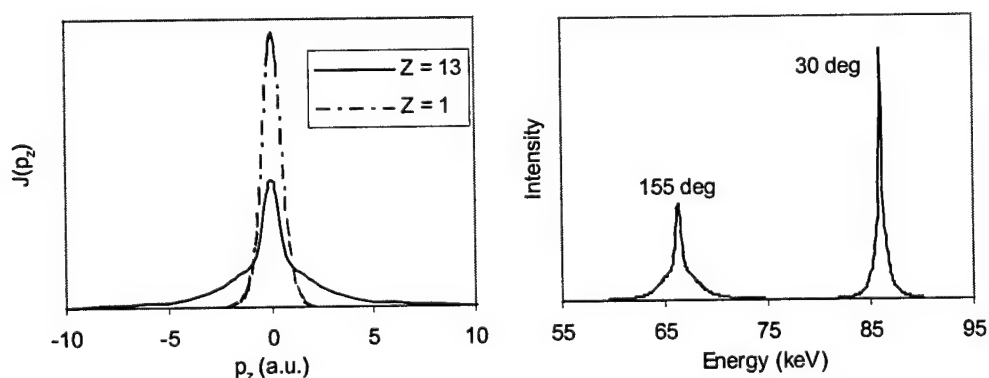 J(p_z)
Z = 13
Z = 1
-10 -5 0 5 10
p_z (a.u.)
Intensity
30 deg
155 deg
55 65 75 85 95
Energy (keV)